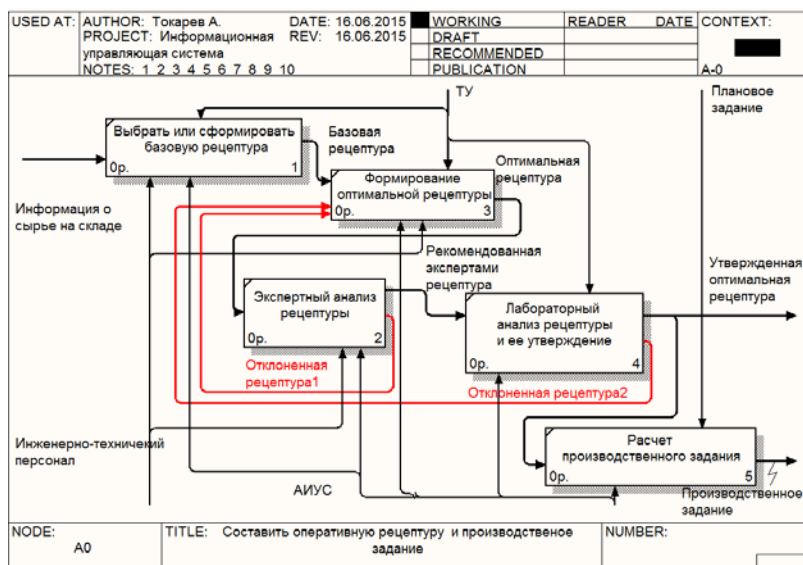 USED AT:
AUTHOR: Токарев А.
DATE: 16.06.2015
PROJECT: Информационная
управляющая система
REV: 16.06.2015
NOTES: 1 2 3 4 5 6 7 8 9 10
WORKING
DRAFT
RECOMMENDED
PUBLICATION
READER
DATE
CONTEXT:
A-0
ТУ
Плановое
задание
Выбрать или сформировать
базовую рецептура
0р.
1
Базовая
рецептура
Оптимальная
рецептура
Формирование
оптимальной рецептуры
0р.
3
Информация о
сырье на складе
Рекомендованная
экспертами
рецептура
Утвержденная
оптимальная
рецептура
Экспертный анализ
рецептуры
0р.
2
Лабораторный
анализ рецептуры
и ее утверждение
0р.
4
Отклоненная
рецептура1
Отклоненная рецептура2
Инженерно-техничекий
персонал
Расчет
производственного задания
0р.
5
АИУС
Производственное
задание
NODE:
A0
TITLE: Составить оперативную рецептуру и производственое
задание
NUMBER: